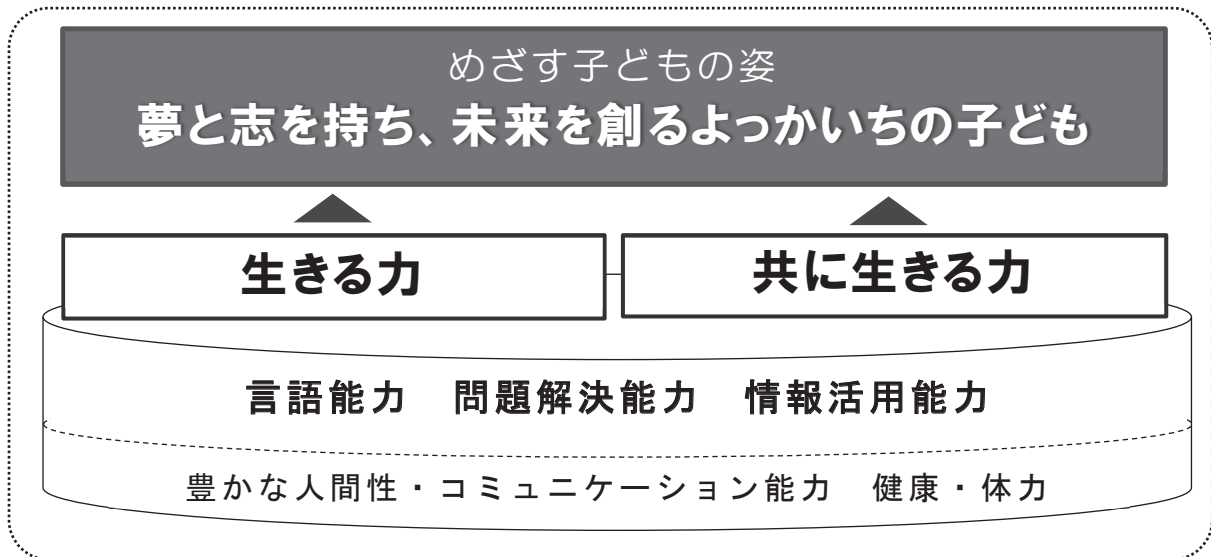 めざす子どもの姿
夢と志を持ち、未来を創るよっかいちの子ども
生きる力
共に生きる力
言語能力　問題解決能力　情報活用能力
豊かな人間性・コミュニケーション能力　健康・体力